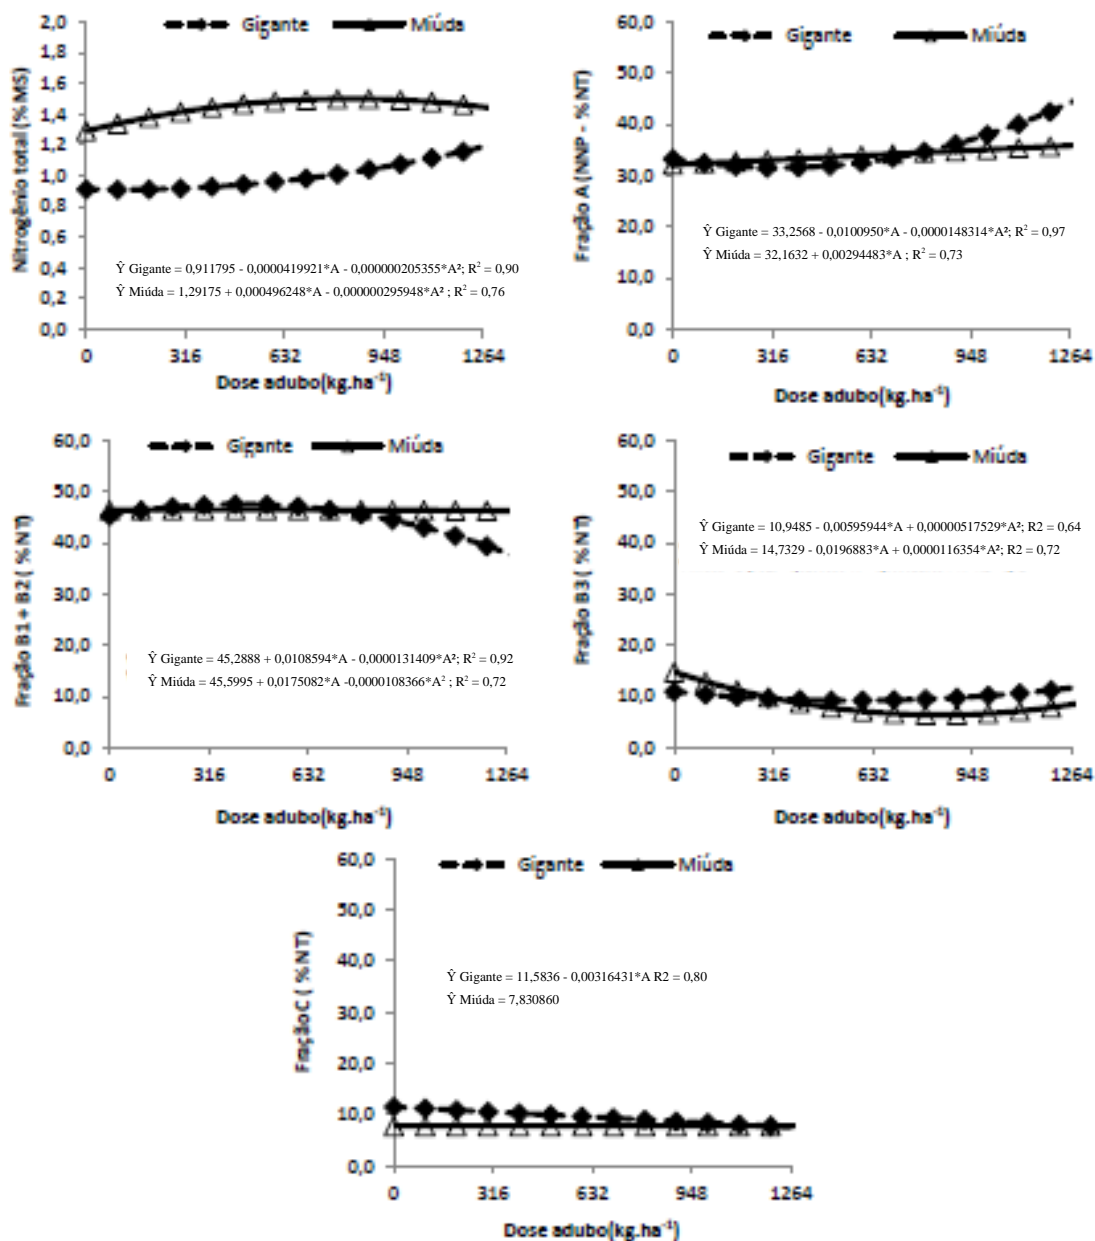 Gigante
Miúda
Nitrogênio total (% MS)
2,0
1,8
1,6
1,4
1,2
1,0
0,8
0,6
0,4
0,2
0,0
Ŷ Gigante = 0,911795 - 0,0000419921*A - 0,000000205355*A²; R² = 0,90
Ŷ Miúda = 1,29175 + 0,000496248*A - 0,000000295948*A² ; R² = 0,76
0 316 632 948 1264
Dose adubo(kg.ha⁻¹)
Gigante
Miúda
Fração A (NNP - % NT)
60,0
50,0
40,0
30,0
20,0
10,0
0,0
Ŷ Gigante = 33,2568 - 0,0100950*A - 0,0000148314*A²; R² = 0,97
Ŷ Miúda = 32,1632 + 0,00294483*A ; R² = 0,73
0 316 632 948 1264
Dose adubo(kg.ha⁻¹)
Gigante
Miúda
Fração B1 + B2 ( % NT)
60,0
50,0
40,0
30,0
20,0
10,0
0,0
Ŷ Gigante = 45,2888 + 0,0108594*A - 0,0000131409*A²; R² = 0,92
Ŷ Miúda = 45,5995 + 0,0175082*A -0,0000108366*A² ; R² = 0,72
0 316 632 948 1264
Dose adubo(kg.ha⁻¹)
Gigante
Miúda
Fração B3 ( % NT)
60,0
50,0
40,0
30,0
20,0
10,0
0,0
Ŷ Gigante = 10,9485 - 0,00595944*A + 0,00000517529*A²; R2 = 0,64
Ŷ Miúda = 14,7329 - 0,0196883*A + 0,0000116354*A²; R2 = 0,72
0 316 632 948 1264
Dose adubo(kg.ha⁻¹)
Gigante
Miúda
Fração C ( % NT)
60,0
50,0
40,0
30,0
20,0
10,0
0,0
Ŷ Gigante = 11,5836 - 0,00316431*A R2 = 0,80
Ŷ Miúda = 7,830860
0 316 632 948 1264
Dose adubo(kg.ha⁻¹)